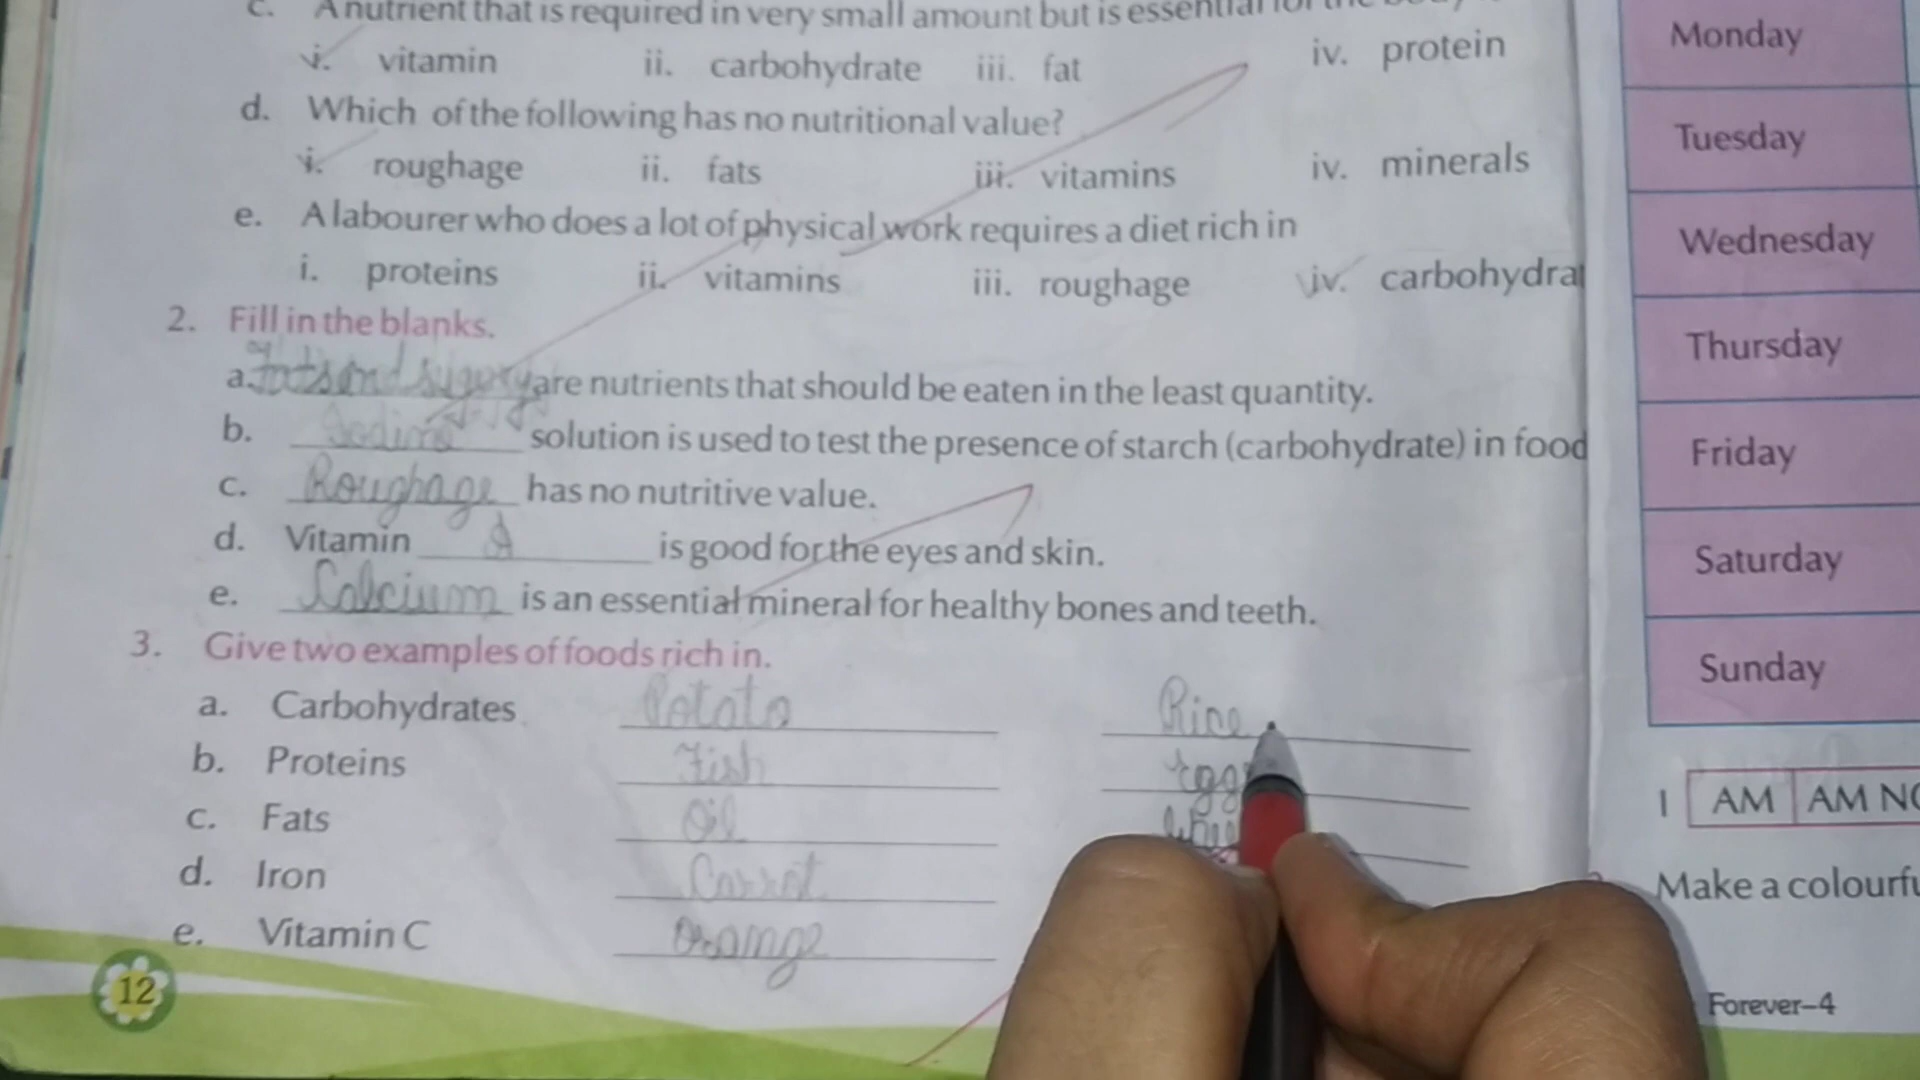 c. A nutrient that is required in very small amount but is essential for the
i. vitamin ii. carbohydrate iii. fat iv. protein
d. Which of the following has no nutritional value?
i. roughage ii. fats iii. vitamins iv. minerals
e. A labourer who does a lot of physical work requires a diet rich in
i. proteins ii. vitamins iii. roughage iv. carbohydrat
2. Fill in the blanks.
a. are nutrients that should be eaten in the least quantity.
b. Iodine solution is used to test the presence of starch (carbohydrate) in food
c. Roughage has no nutritive value.
d. Vitamin A is good for the eyes and skin.
e. Calcium is an essential mineral for healthy bones and teeth.
3. Give two examples of foods rich in.
a. Carbohydrates Potato Rice
b. Proteins Fish Egg
c. Fats Oil
d. Iron Carrot
e. Vitamin C Orange
12
Monday
Tuesday
Wednesday
Thursday
Friday
Saturday
Sunday
I AM AM NO
Make a colourfu
Forever–4